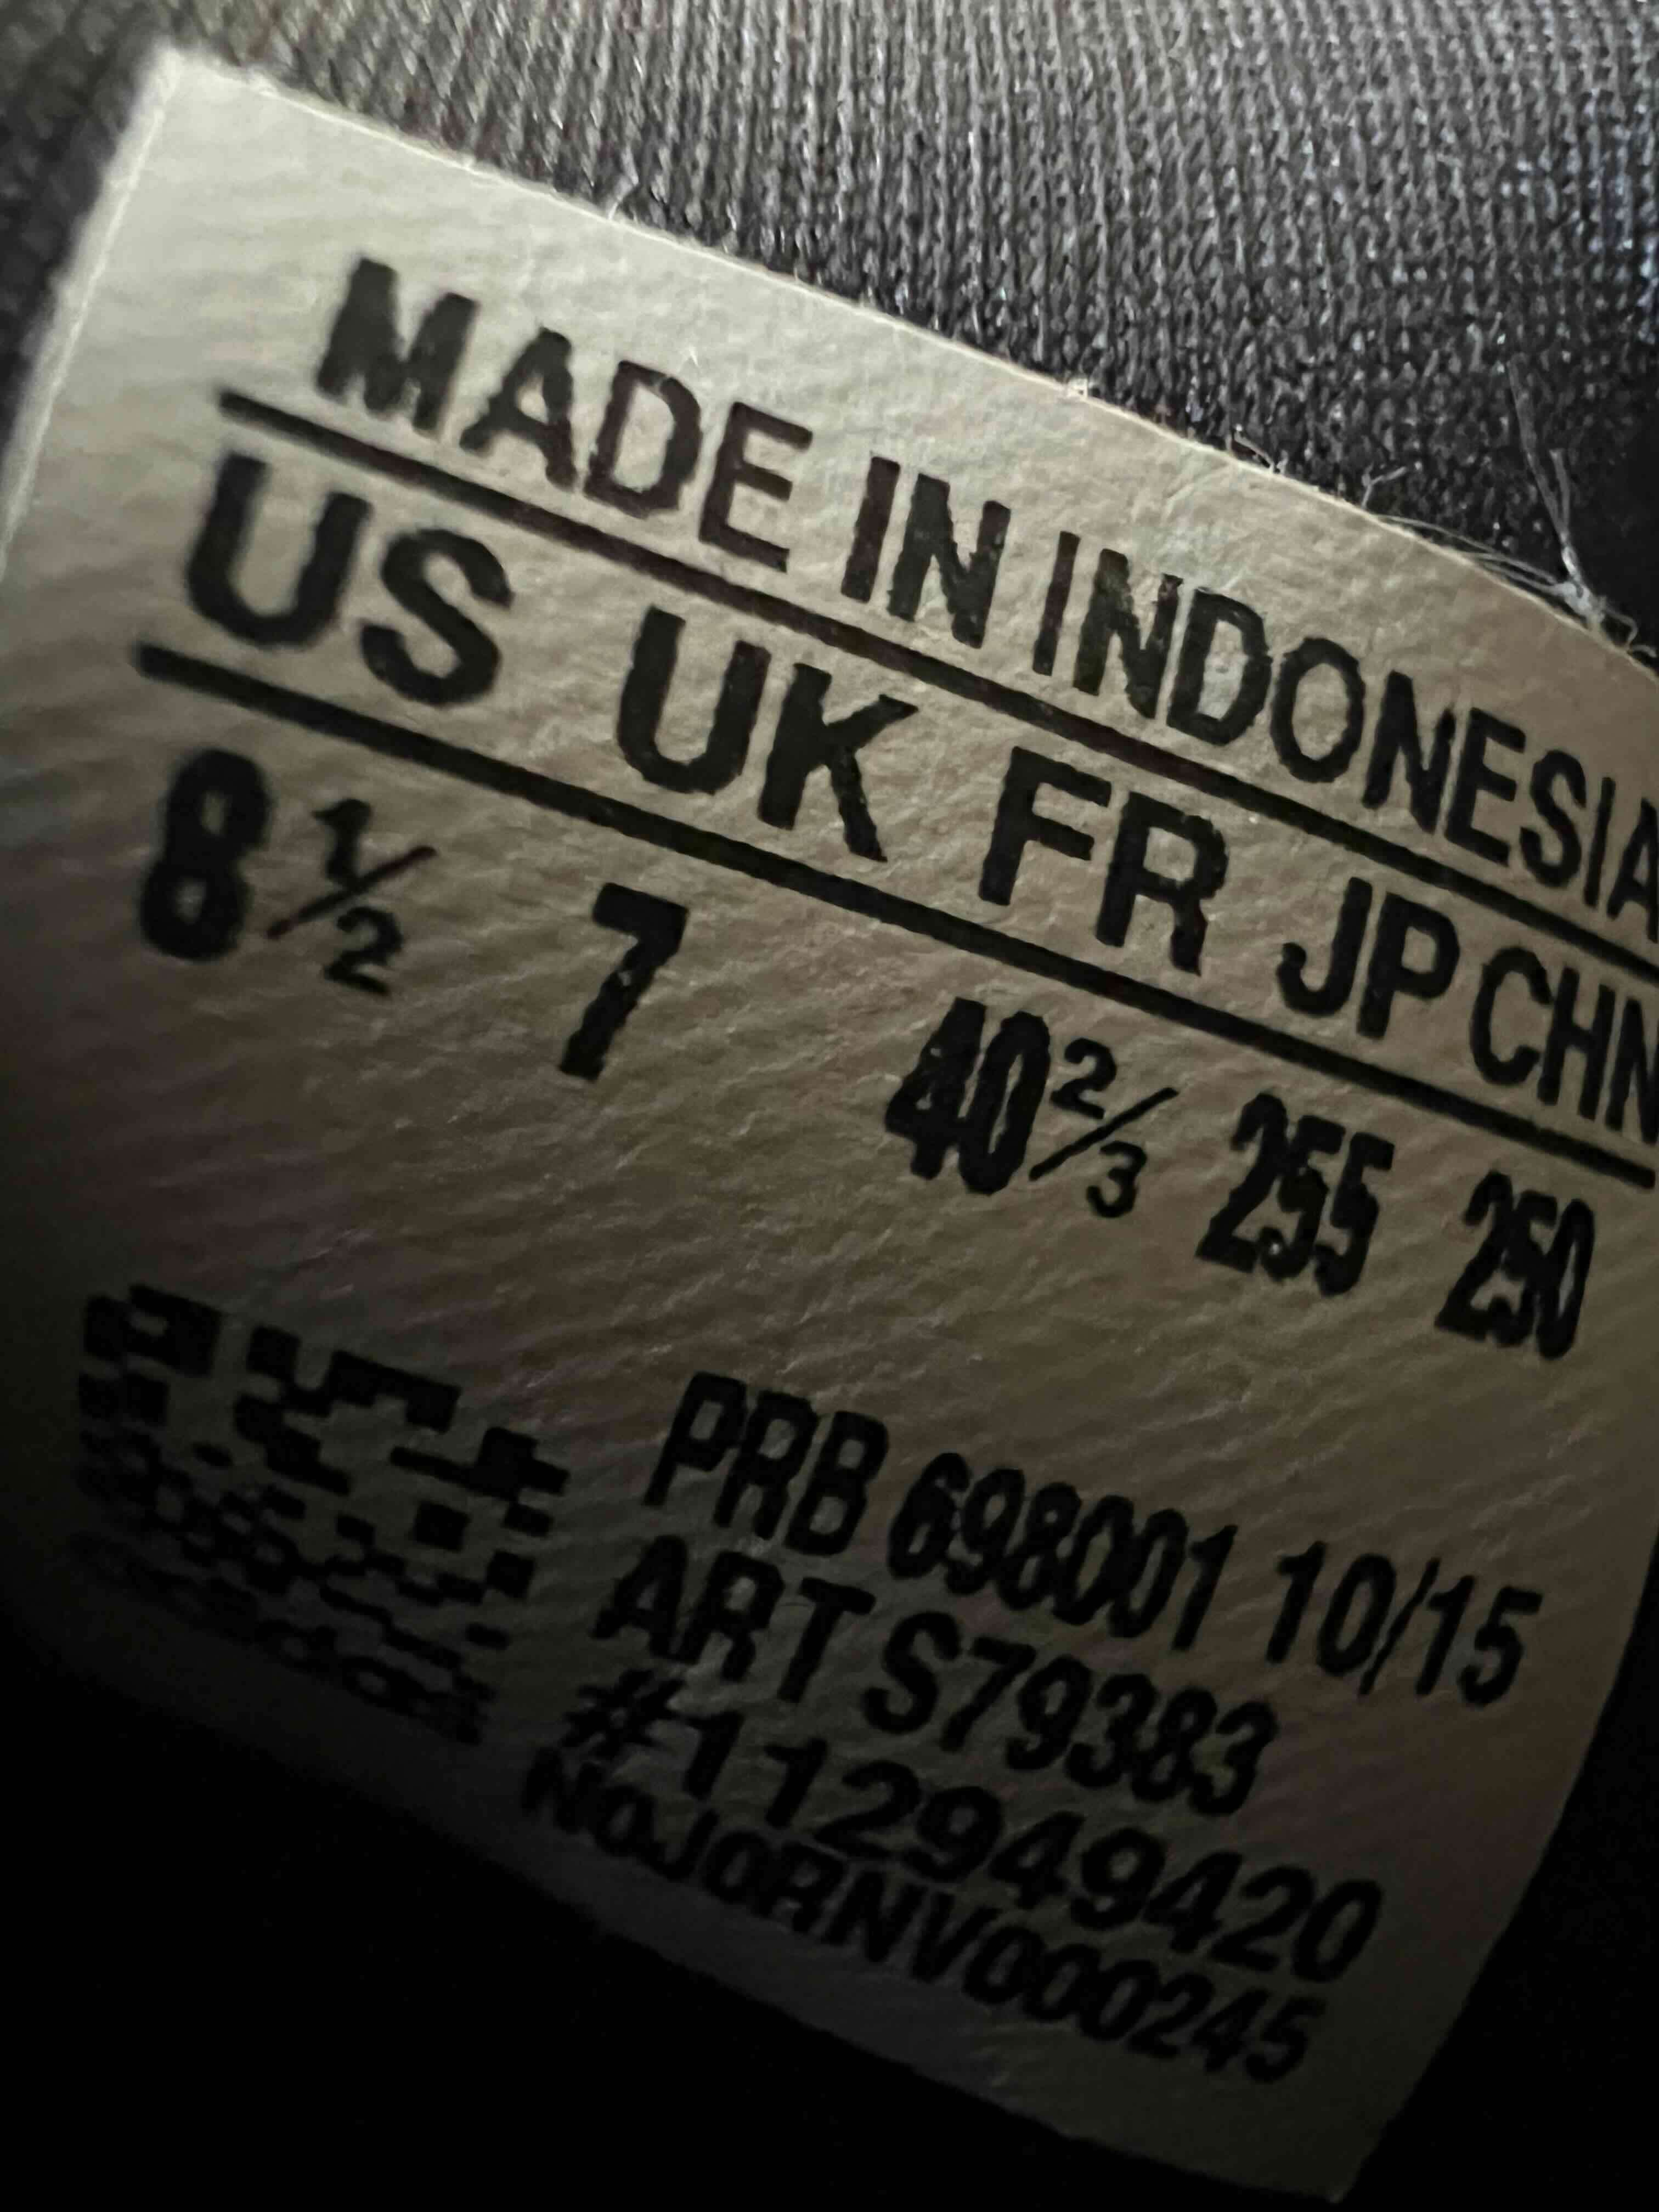 MADE IN INDONESIA
US UK FR JP CHN
8½ 7 40⅔ 255 250
PRB 698001 10/15
ART S79383
#112949420
NoJoRNV000245